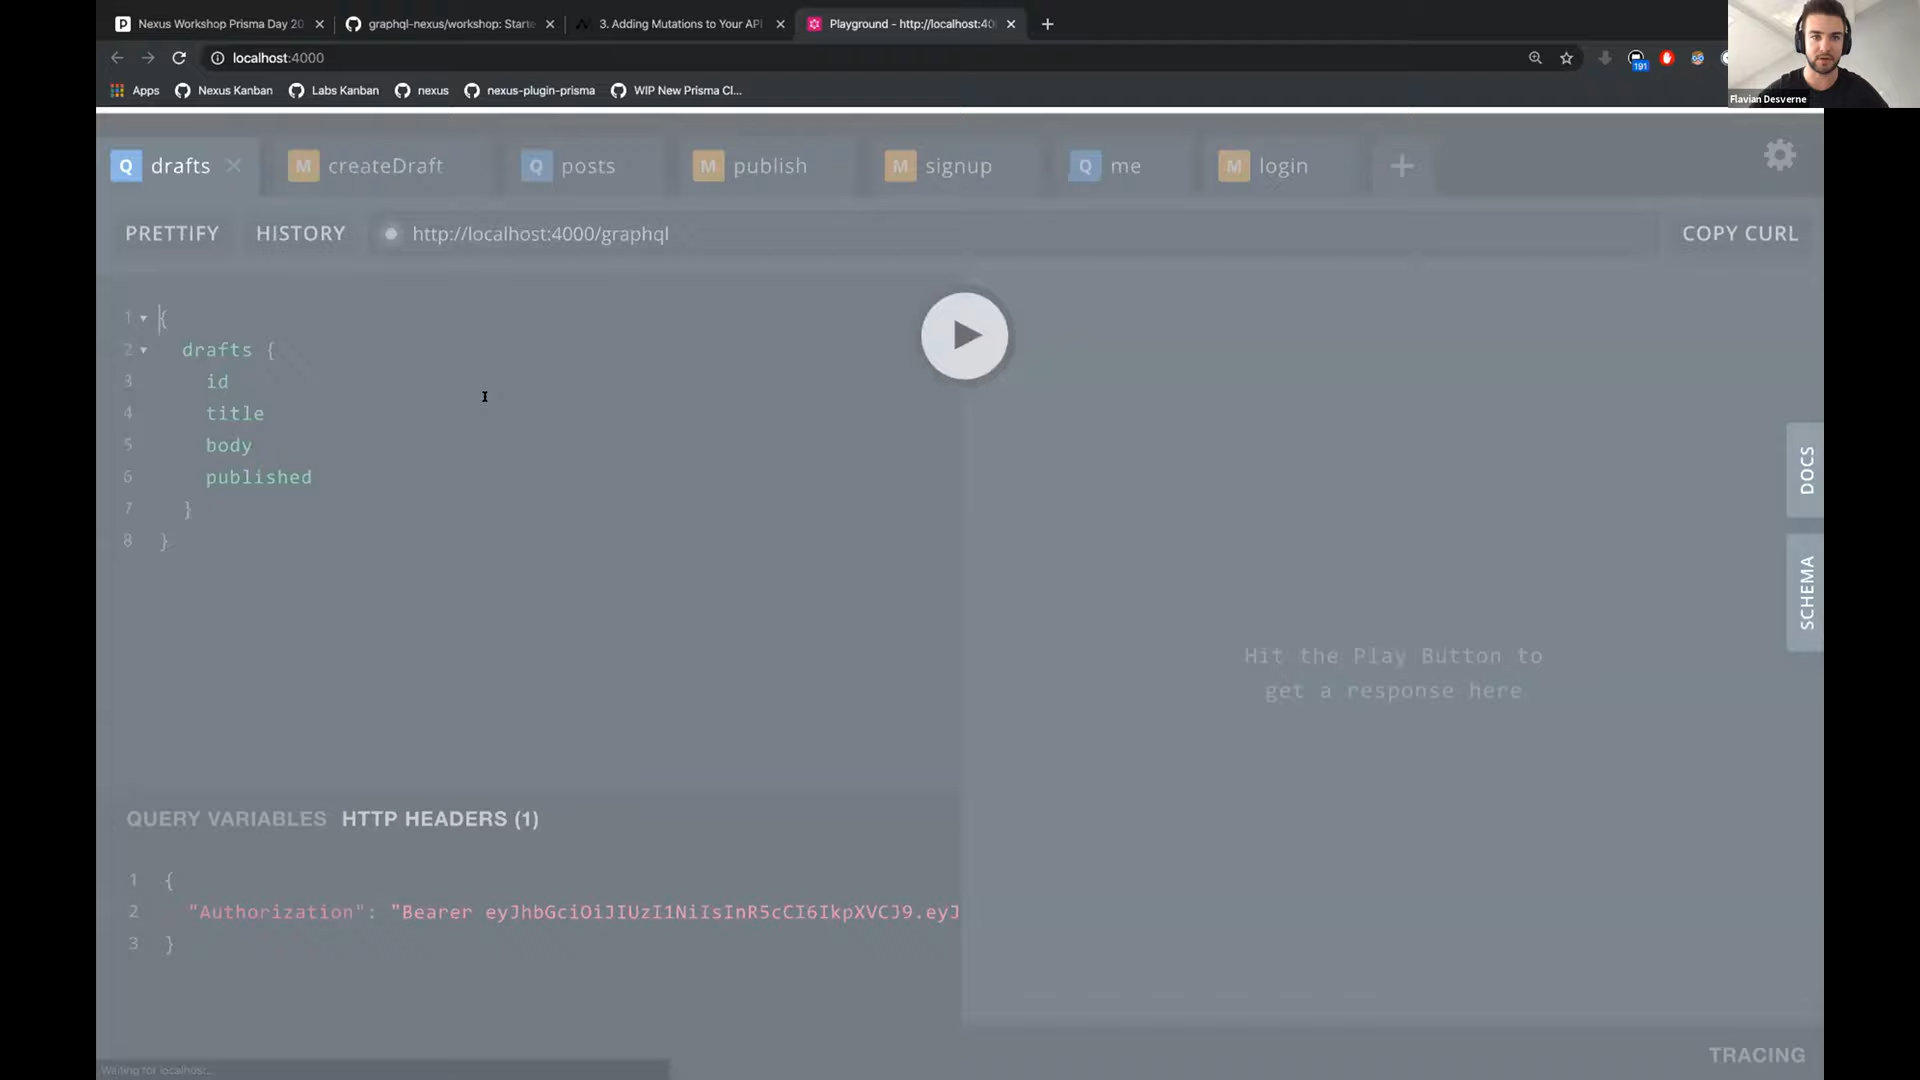 Nexus Workshop Prisma Day 20
graphql-nexus/workshop: Starte
3. Adding Mutations to Your API
Playground - http://localhost:40
localhost:4000
191
Flavian Desverne
Apps
Nexus Kanban
Labs Kanban
nexus
nexus-plugin-prisma
WIP New Prisma Cl...
Q drafts
M createDraft
Q posts
M publish
M signup
Q me
M login
PRETTIFY
HISTORY
http://localhost:4000/graphql
COPY CURL
1 {
2 drafts {
3 id
4 title
5 body
6 published
7 }
8 }
DOCS
SCHEMA
Hit the Play Button to
get a response here
QUERY VARIABLES
HTTP HEADERS (1)
1 {
2 "Authorization": "Bearer eyJhbGciOiJIUzI1NiIsInR5cCI6IkpXVCJ9.eyJ
3 }
TRACING
Waiting for localhost...